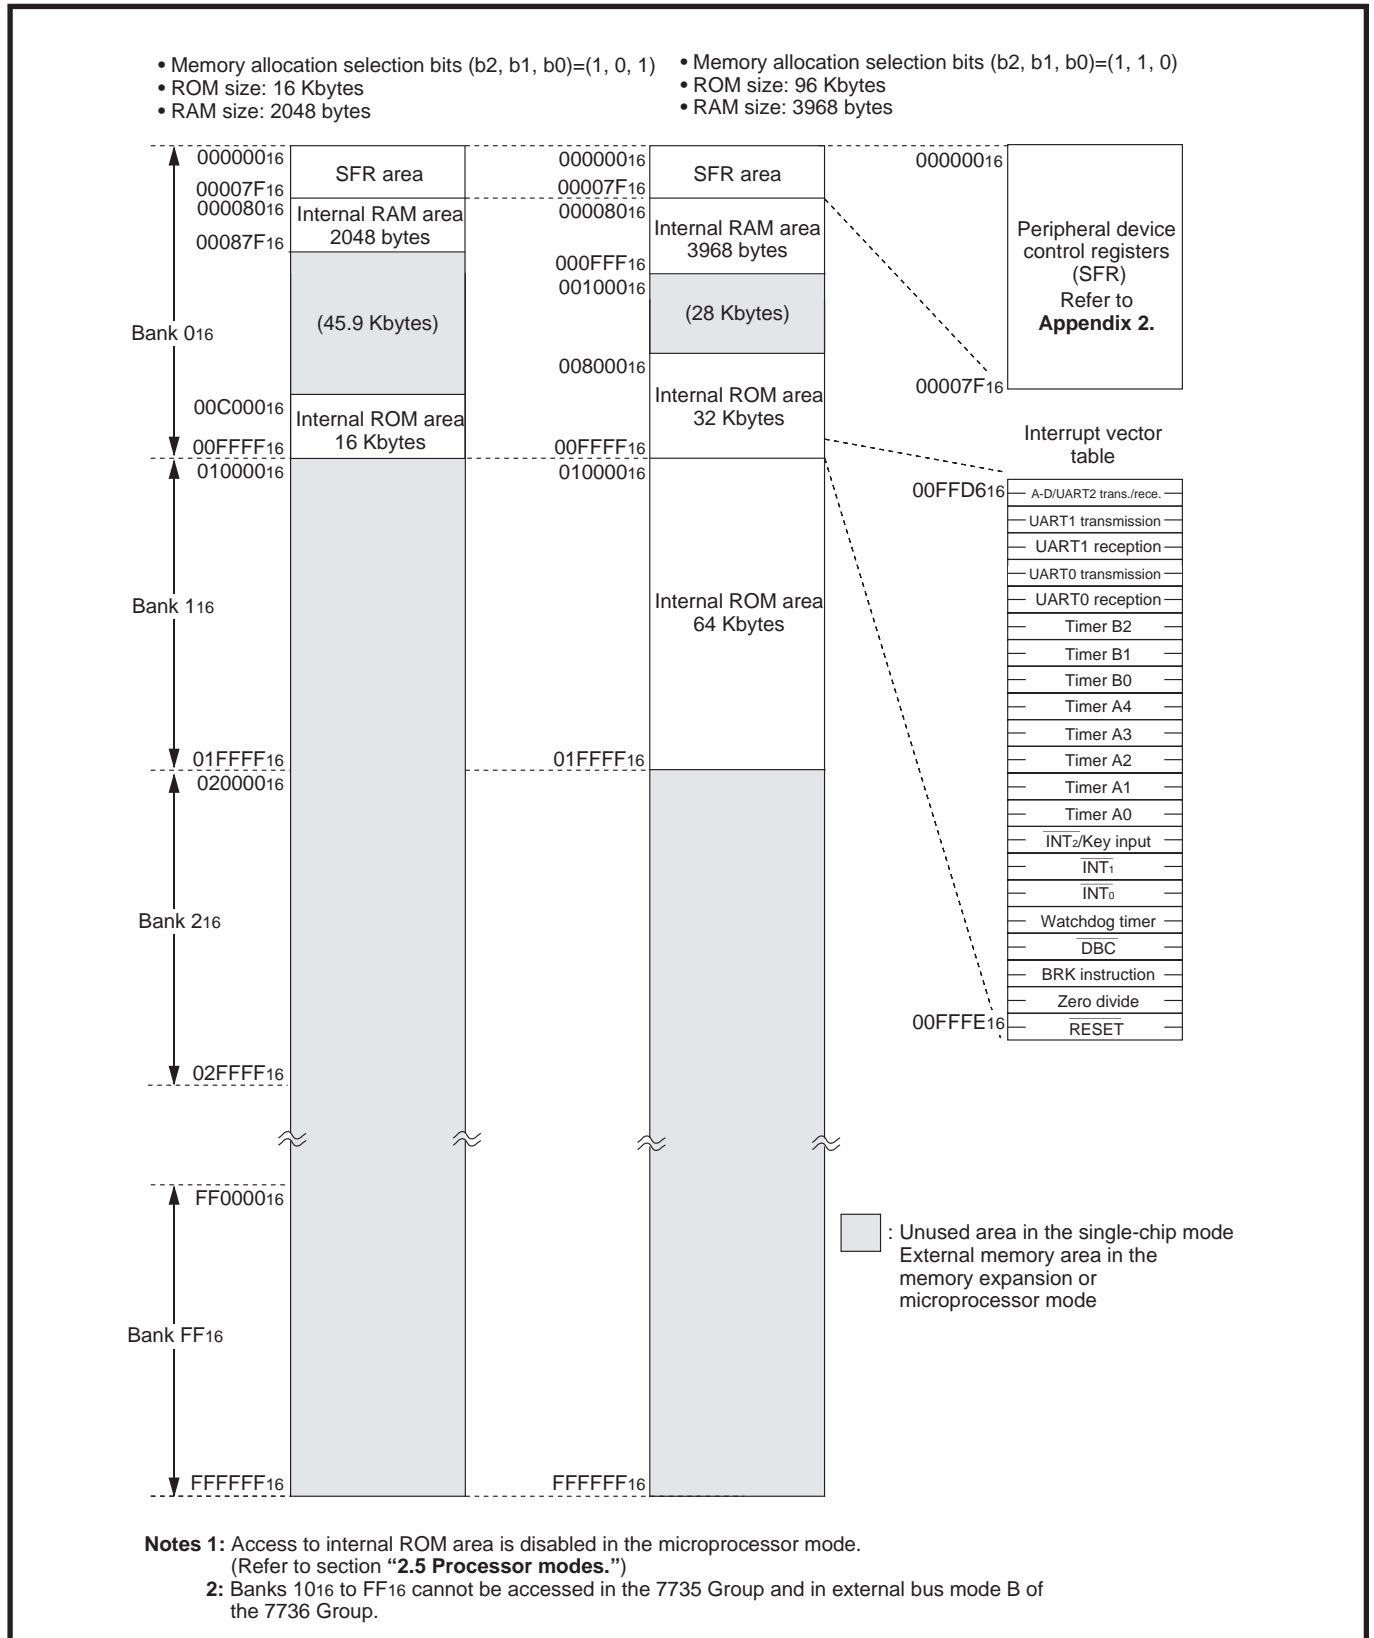 • Memory allocation selection bits (b2, b1, b0)=(1, 0, 1)
• ROM size: 16 Kbytes
• RAM size: 2048 bytes
• Memory allocation selection bits (b2, b1, b0)=(1, 1, 0)
• ROM size: 96 Kbytes
• RAM size: 3968 bytes
Bank 016
Bank 116
Bank 216
Bank FF16
00000016
00007F16
00008016
00087F16
00C00016
00FFFF16
01000016
01FFFF16
02000016
02FFFF16
FF000016
FFFFFF16
SFR area
Internal RAM area
2048 bytes
(45.9 Kbytes)
Internal ROM area
16 Kbytes
00000016
00007F16
00008016
000FFF16
00100016
00800016
00FFFF16
01000016
01FFFF16
FFFFFF16
SFR area
Internal RAM area
3968 bytes
(28 Kbytes)
Internal ROM area
32 Kbytes
Internal ROM area
64 Kbytes
00000016
00007F16
Peripheral device
control registers
(SFR)
Refer to
Appendix 2.
Interrupt vector
table
00FFD616
A-D/UART2 trans./rece.
UART1 transmission
UART1 reception
UART0 transmission
UART0 reception
Timer B2
Timer B1
Timer B0
Timer A4
Timer A3
Timer A2
Timer A1
Timer A0
INT2/Key input
INT1
INT0
Watchdog timer
DBC
BRK instruction
Zero divide
00FFFE16
RESET
: Unused area in the single-chip mode
External memory area in the
memory expansion or
microprocessor mode
Notes 1: Access to internal ROM area is disabled in the microprocessor mode.
(Refer to section “2.5 Processor modes.”)
2: Banks 1016 to FF16 cannot be accessed in the 7735 Group and in external bus mode B of
the 7736 Group.